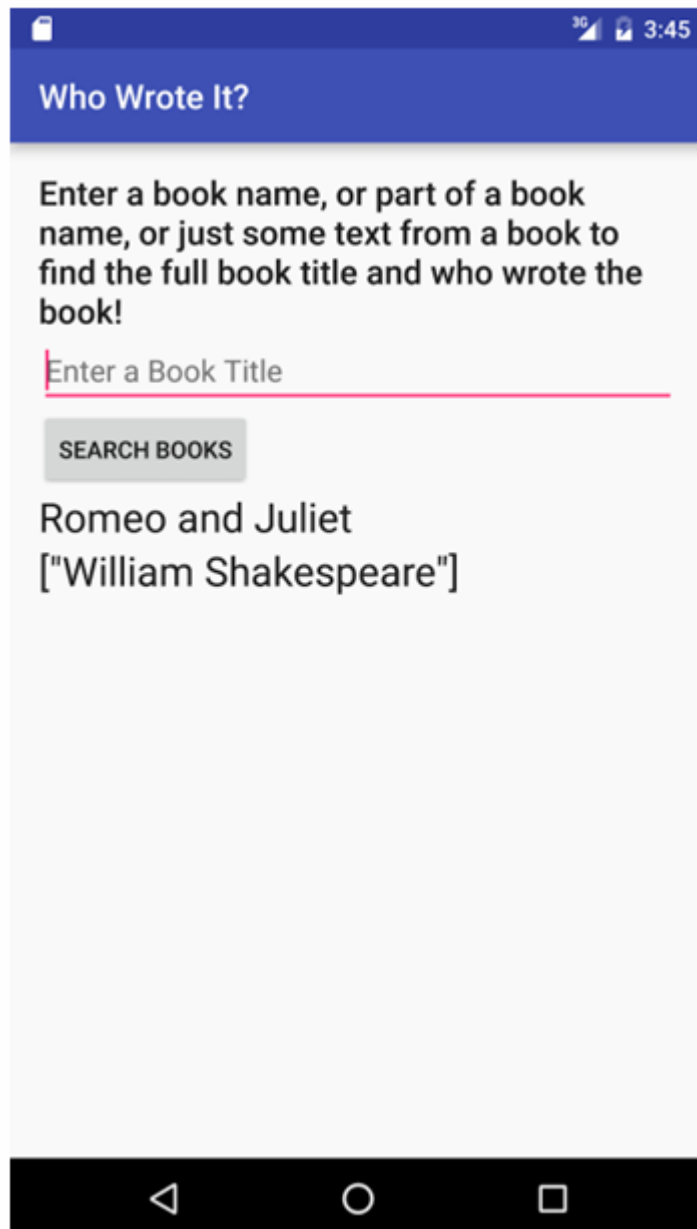 3G 3:45
Who Wrote It?
Enter a book name, or part of a book
name, or just some text from a book to
find the full book title and who wrote the
book!
Enter a Book Title
SEARCH BOOKS
Romeo and Juliet
["William Shakespeare"]